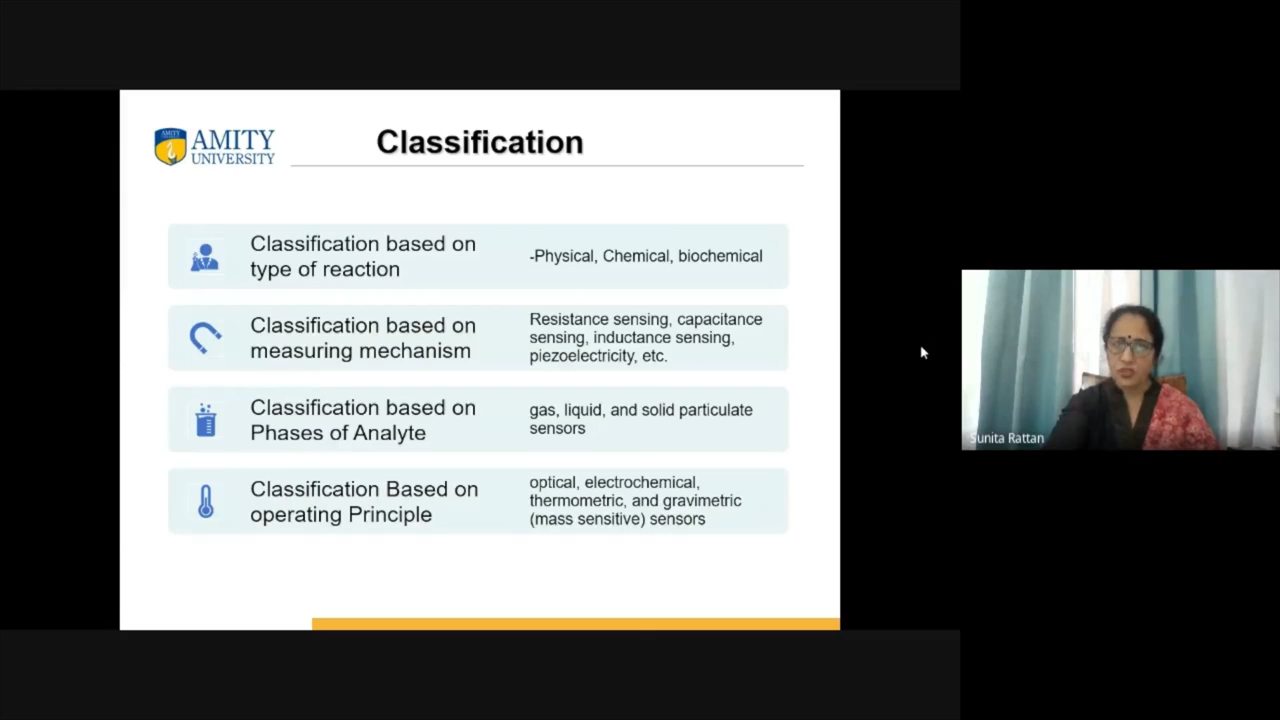 AMITY
AMITY
UNIVERSITY
Classification
Classification based on
type of reaction
-Physical, Chemical, biochemical
Classification based on
measuring mechanism
Resistance sensing, capacitance
sensing, inductance sensing,
piezoelectricity, etc.
Classification based on
Phases of Analyte
gas, liquid, and solid particulate
sensors
Classification Based on
operating Principle
optical, electrochemical,
thermometric, and gravimetric
(mass sensitive) sensors
Sunita Rattan